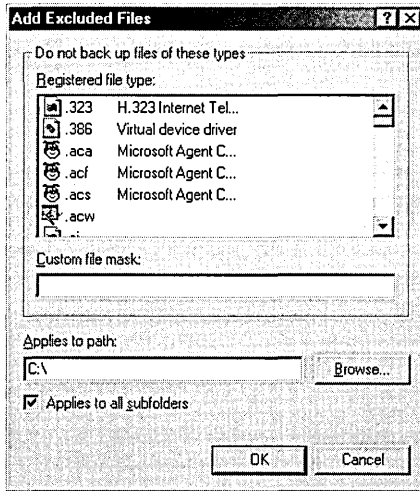 Add Excluded Files
Do not back up files of these types
Registered file type:
.323 H.323 Internet Tel...
.386 Virtual device driver
.aca Microsoft Agent C...
.acf Microsoft Agent C...
.acs Microsoft Agent C...
.acw
Custom file mask:
Applies to path:
C:\
Browse...
Applies to all subfolders
OK
Cancel